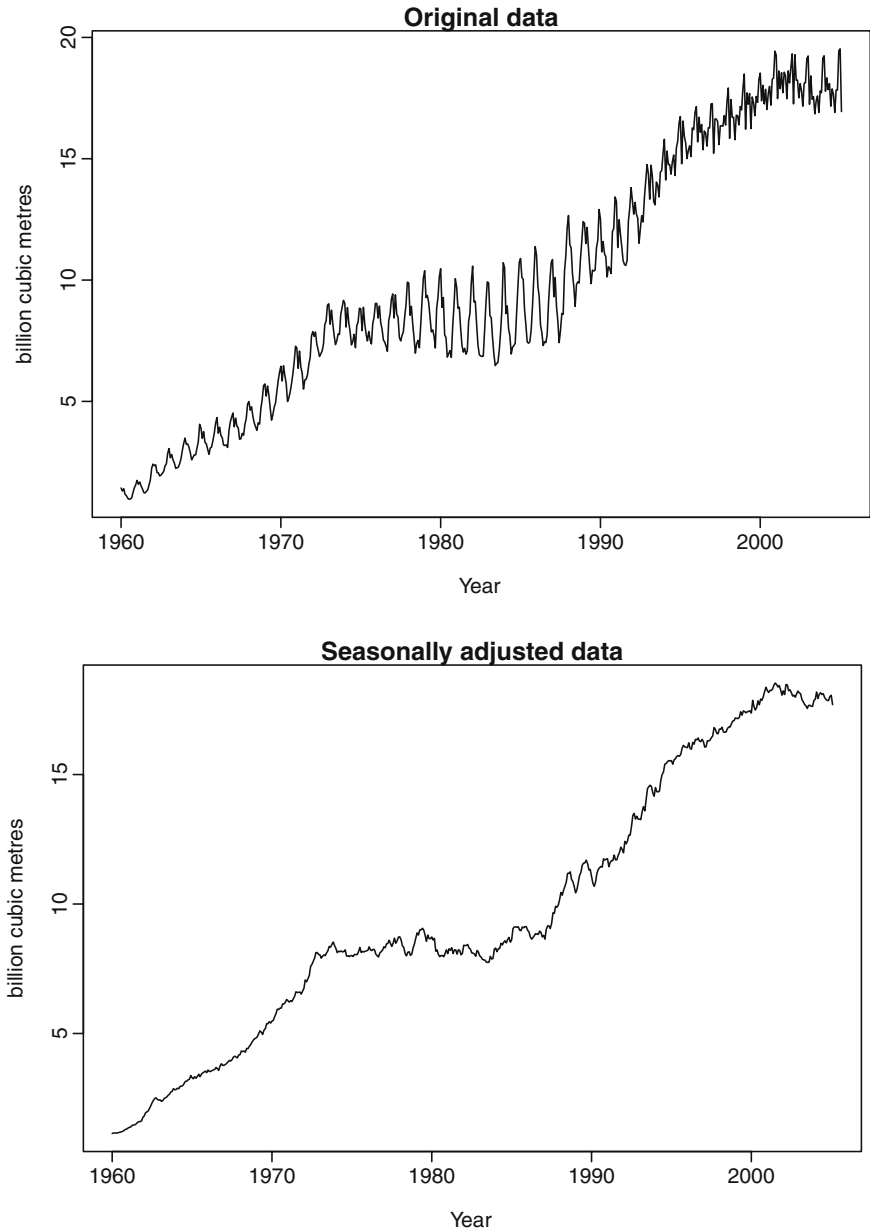 Original data
20
15
10
5
billion cubic metres
1960 1970 1980 1990 2000
Year
Seasonally adjusted data
15
10
5
billion cubic metres
1960 1970 1980 1990 2000
Year